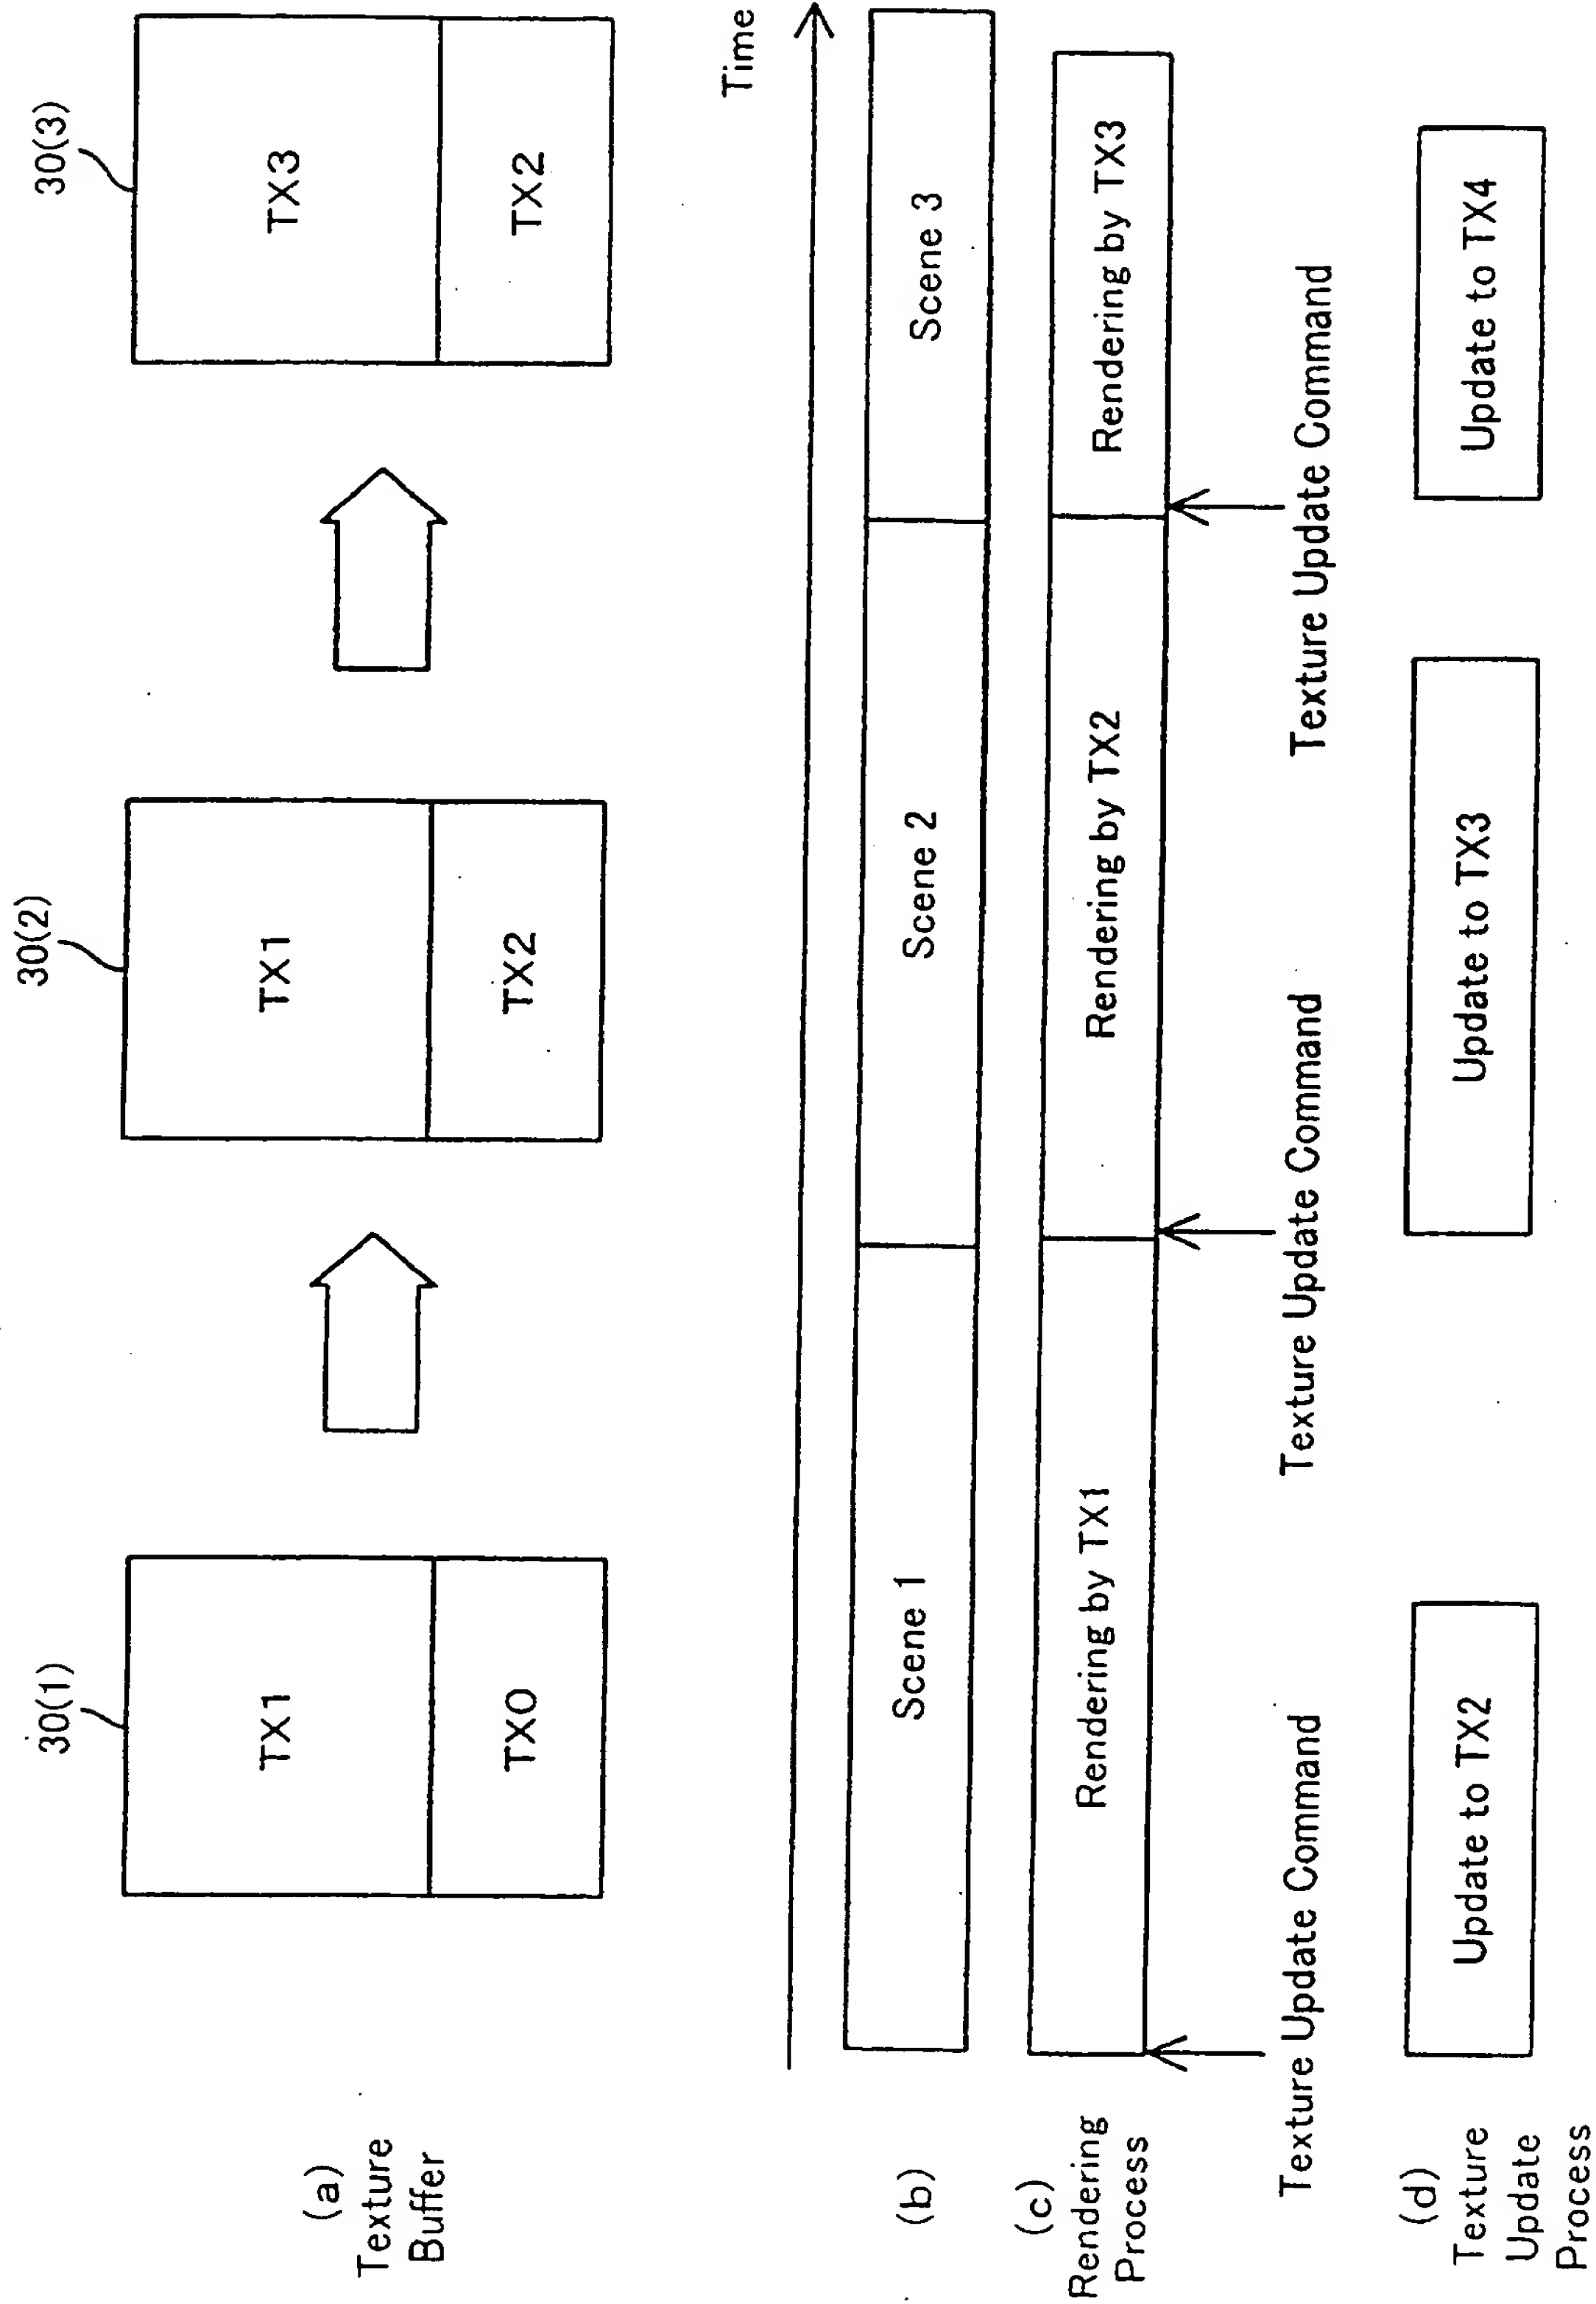 (a)
Texture
Buffer
30(1)
TX1
TX0
30(2)
TX1
TX2
30(3)
TX3
TX2
Time
(b)
Scene 1
Scene 2
Scene 3
(c)
Rendering
Process
Rendering by TX1
Rendering by TX2
Rendering by TX3
Texture Update Command
Texture Update Command
Texture Update Command
(d)
Texture
Update
Process
Update to TX2
Update to TX3
Update to TX4